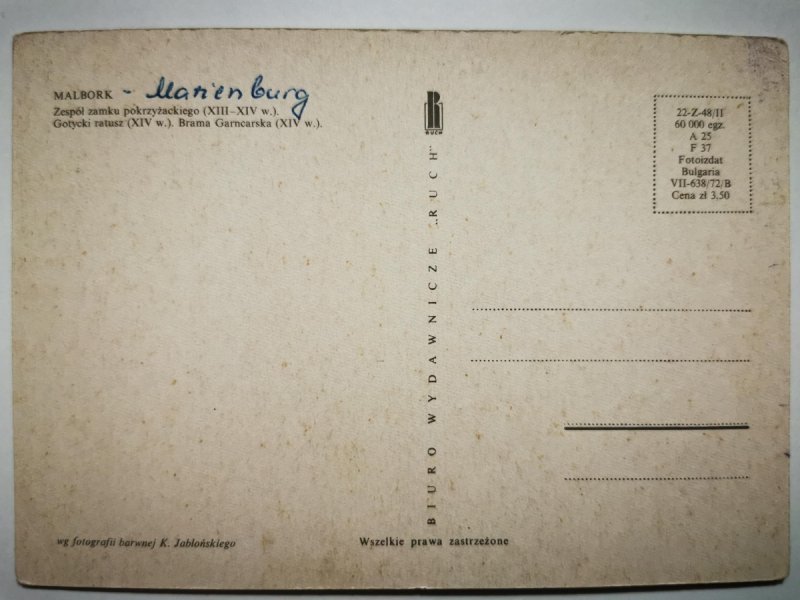 MALBORK - Marienburg
Zespół zamku pokrzyżackiego (XIII–XIV w.).
Gotycki ratusz (XIV w.). Brama Garncarska (XIV w.).
R
RUCH
BIURO WYDAWNICZE „RUCH”
22-Z-48/II
60 000 egz.
A 25
F 37
Fotoizdat
Bulgaria
VII-638/72/B
Cena zł 3,50
wg fotografii barwnej K. Jabłońskiego
Wszelkie prawa zastrzeżone